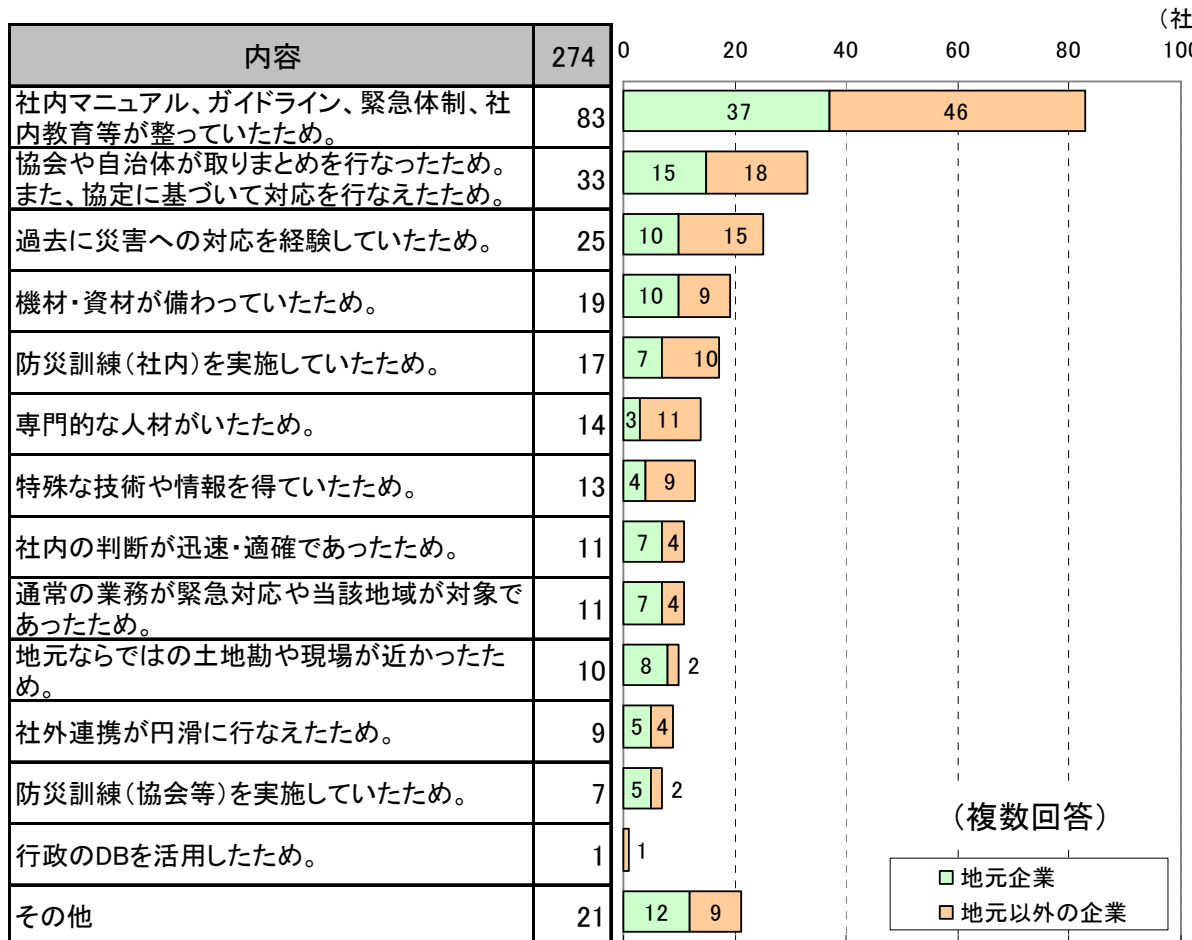 (社
内容 274 0 20 40 60 80 100
社内マニュアル、ガイドライン、緊急体制、社
内教育等が整っていたため。 83 37 46
協会や自治体が取りまとめを行なったため。
また、協定に基づいて対応を行なえたため。 33 15 18
過去に災害への対応を経験していたため。 25 10 15
機材・資材が備わっていたため。 19 10 9
防災訓練(社内)を実施していたため。 17 7 10
専門的な人材がいたため。 14 3 11
特殊な技術や情報を得ていたため。 13 4 9
社内の判断が迅速・適確であったため。 11 7 4
通常の業務が緊急対応や当該地域が対象で
あったため。 11 7 4
地元ならではの土地勘や現場が近かったた
め。 10 8 2
社外連携が円滑に行なえたため。 9 5 4
防災訓練(協会等)を実施していたため。 7 5 2
(複数回答)
行政のDBを活用したため。 1 1
その他 21 12 9
地元企業
地元以外の企業